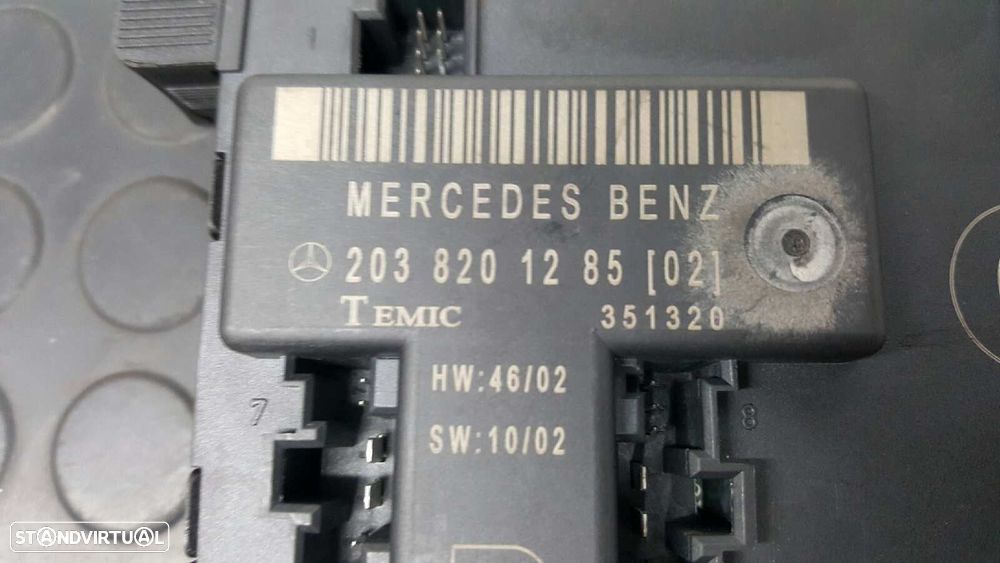 MERCEDES BENZ
203 820 12 85 [02]
TEMIC 351320
HW:46/02
SW:10/02
7
8
STANDVIRTUAL